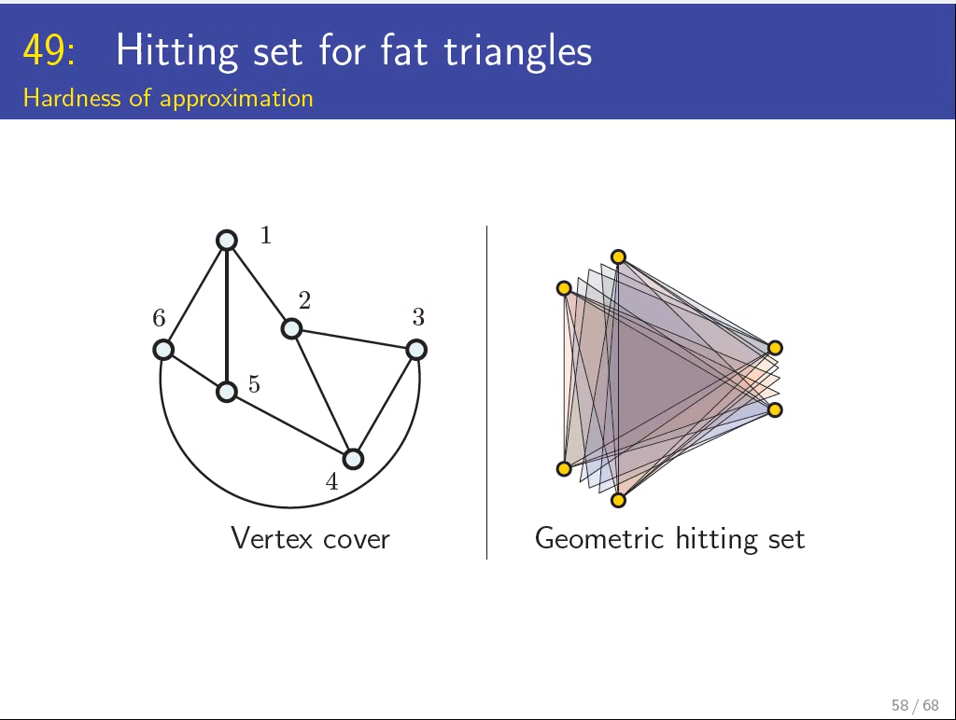 49: Hitting set for fat triangles
Hardness of approximation
1
2
3
6
5
4
Vertex cover
Geometric hitting set
58 / 68